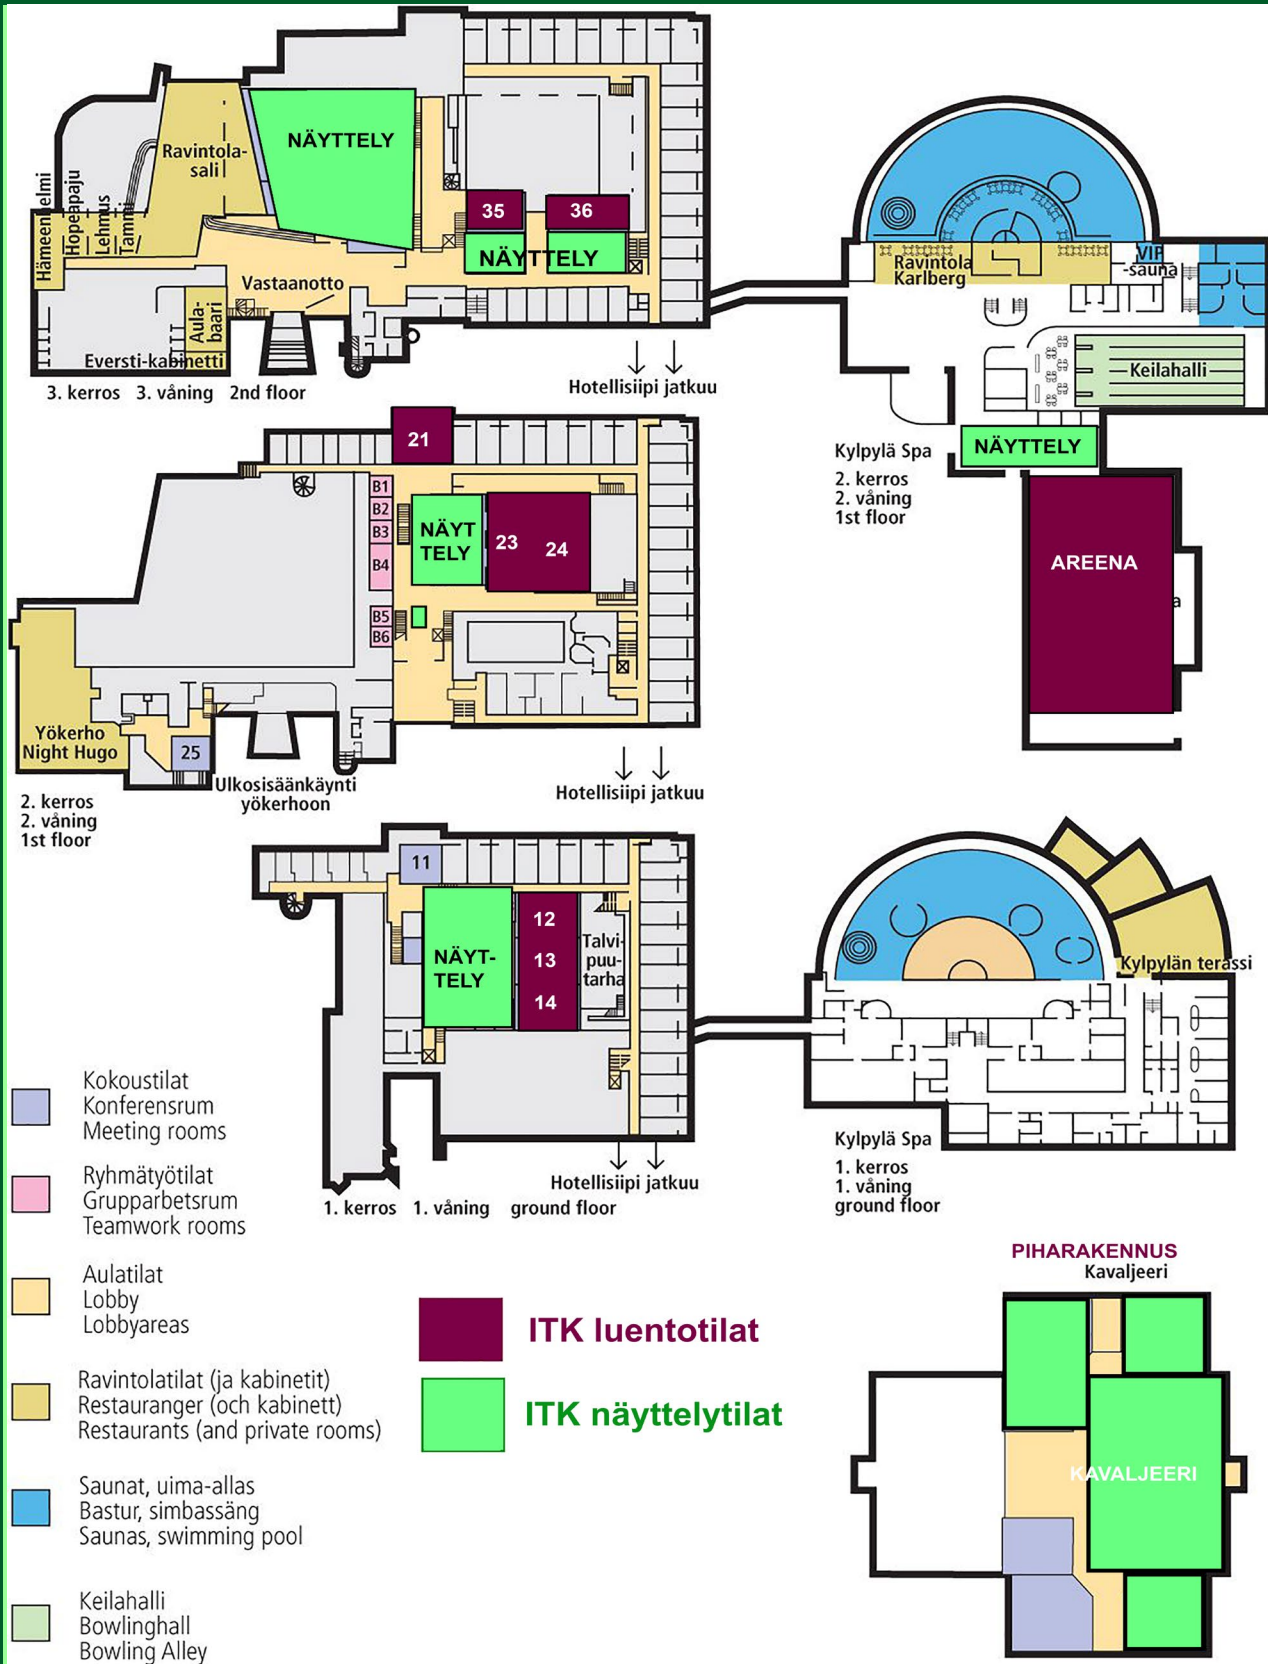 NÄYTTELY
Ravintola-
sali
Hämeenhelmi
Hopeapaju
Lehmus
Tammi
35
36
NÄYTTELY
Vastaanotto
Aula-
baari
Eversti-kabinetti
3. kerros 3. våning 2nd floor
Hotellisiipi jatkuu
Ravintola
Karlberg
VIP
-sauna
Keilahalli
NÄYTTELY
Kylpylä Spa
2. kerros
2. våning
1st floor
AREENA
a
21
B1
B2
B3
B4
B5
B6
NÄYT
TELY
23
24
Yökerho
Night Hugo
25
Ulkosisäänkäynti
yökerhoon
Hotellisiipi jatkuu
2. kerros
2. våning
1st floor
11
NÄYT-
TELY
12
13
14
Talvi-
puu-
tarha
Hotellisiipi jatkuu
1. kerros 1. våning ground floor
Kylpylän terassi
Kylpylä Spa
1. kerros
1. våning
ground floor
Kokoustilat
Konferensrum
Meeting rooms
Ryhmätyötilat
Grupparbetsrum
Teamwork rooms
Aulatilat
Lobby
Lobbyareas
Ravintolatilat (ja kabinetit)
Restauranger (och kabinett)
Restaurants (and private rooms)
Saunat, uima-allas
Bastur, simbassäng
Saunas, swimming pool
Keilahalli
Bowlinghall
Bowling Alley
ITK luentotilat
ITK näyttelytilat
PIHARAKENNUS
Kavaljeeri
KAVALJEERI